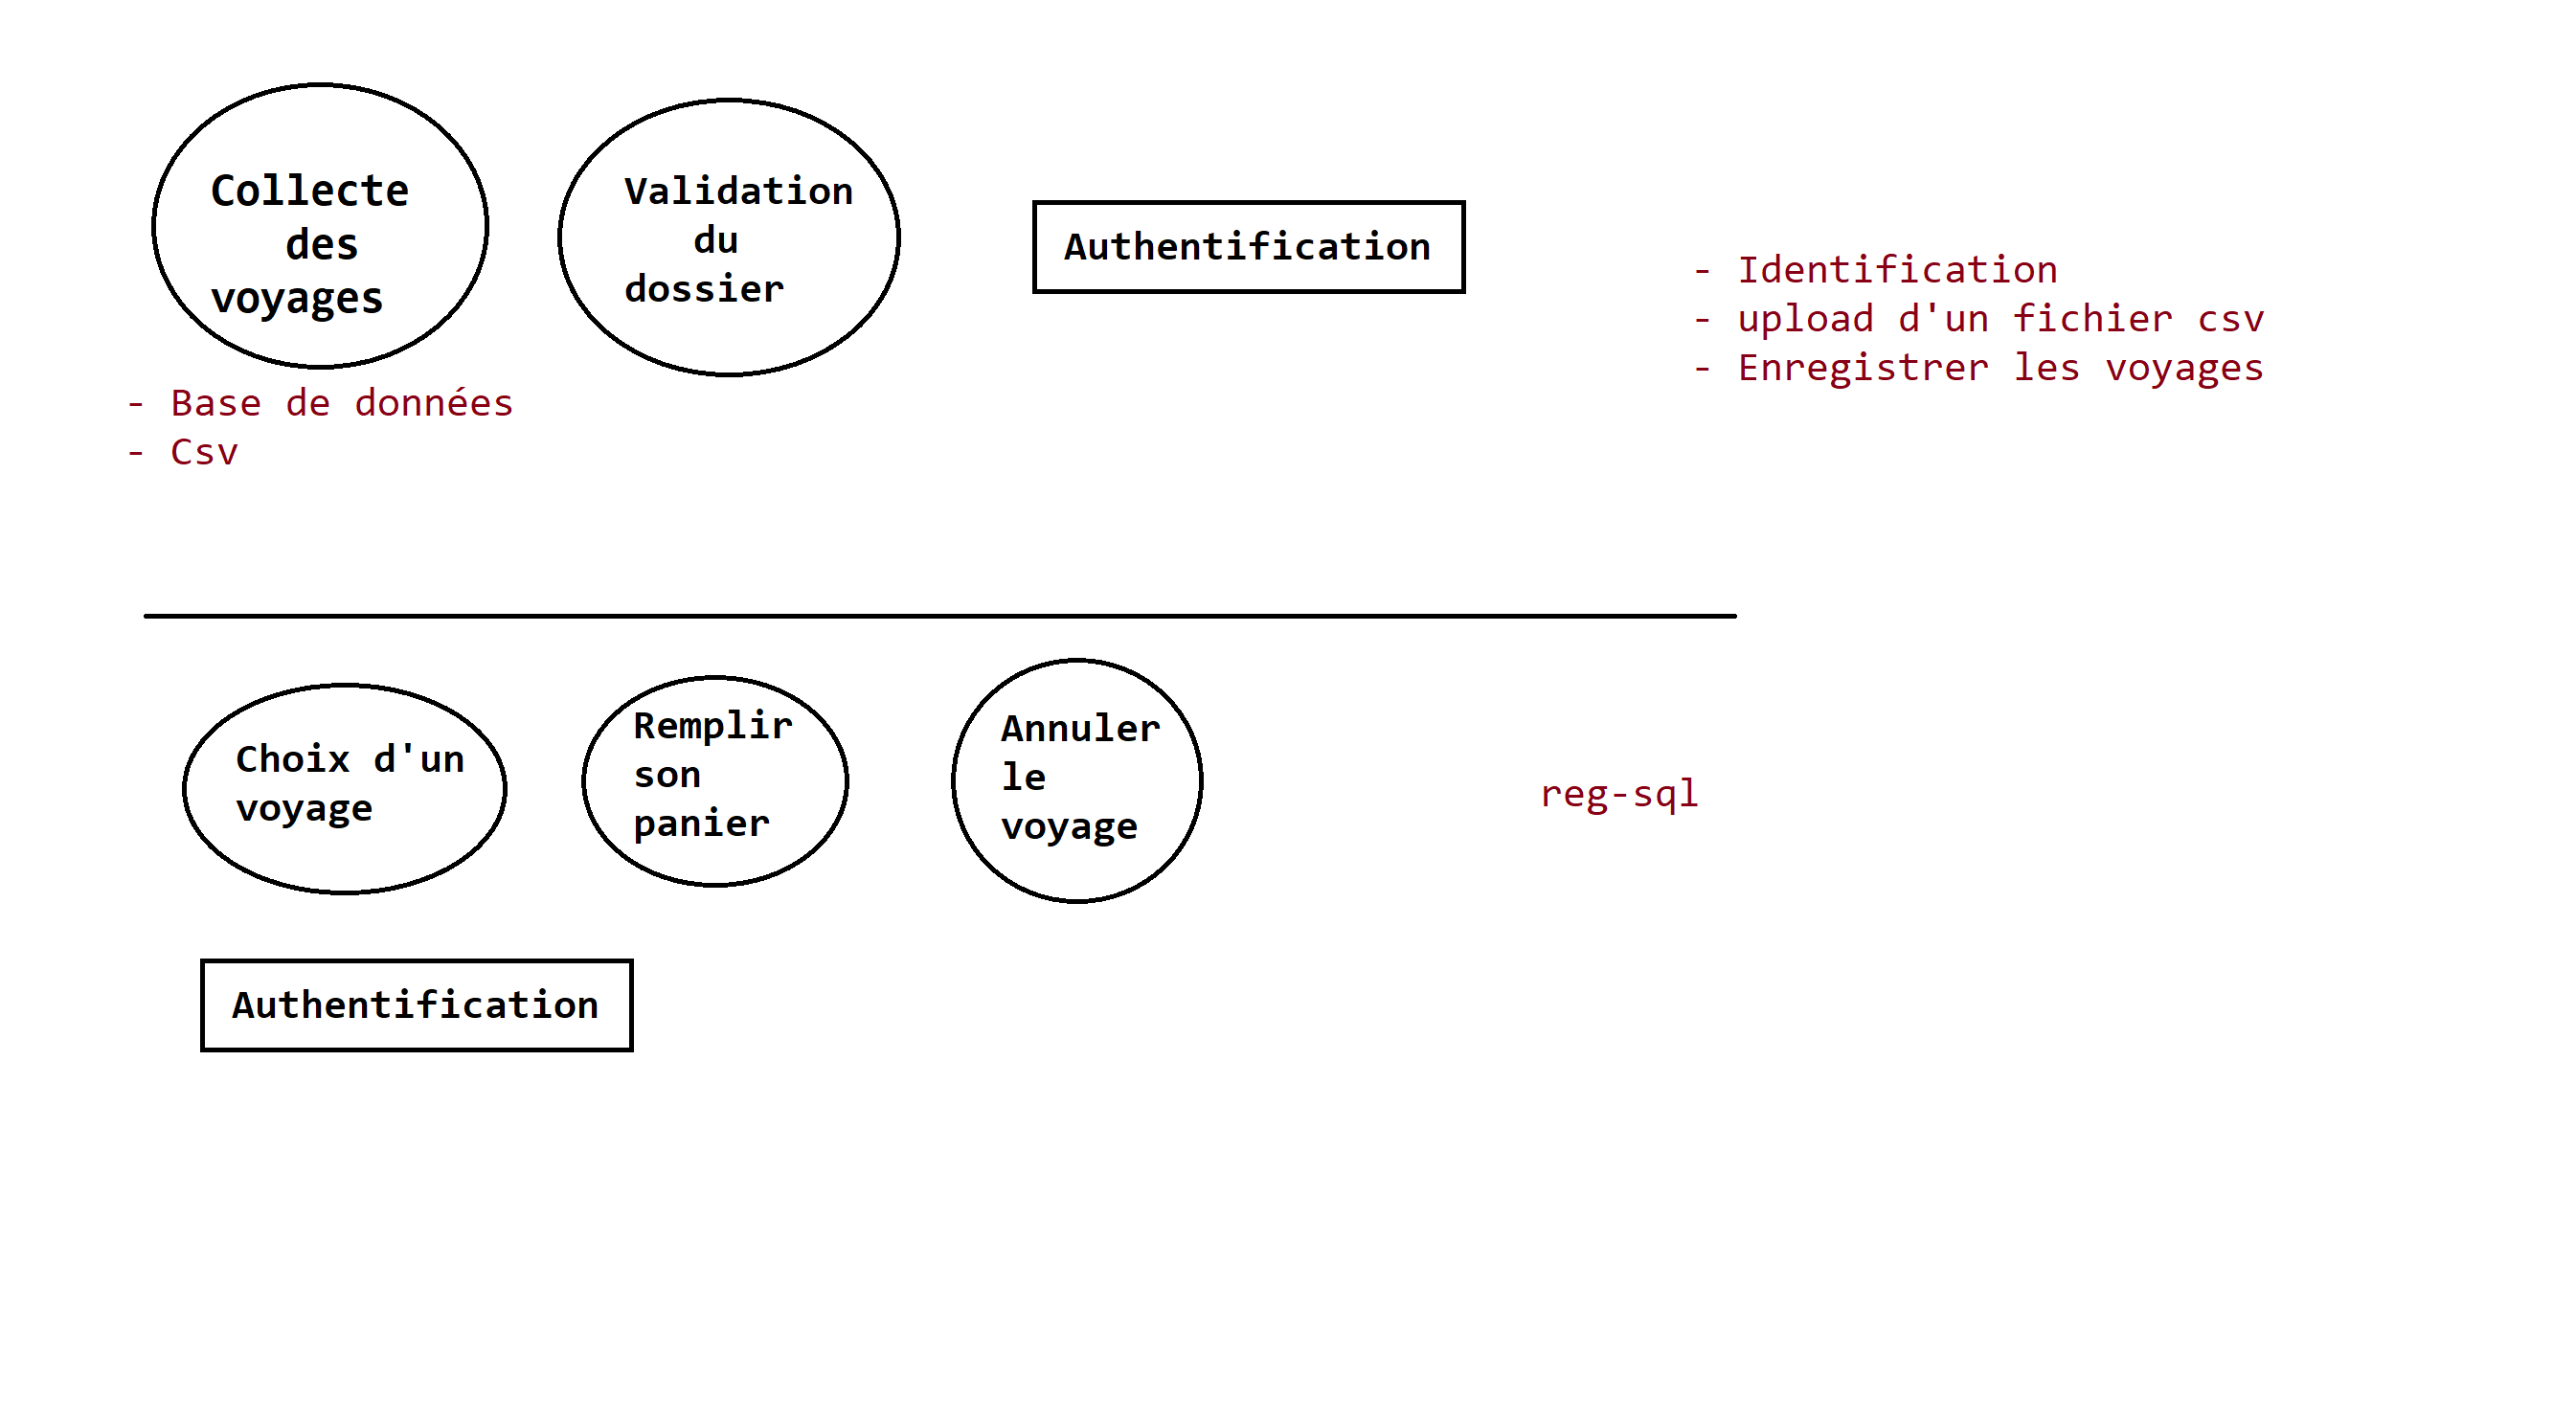 Collecte
des
voyages
Validation
du
dossier
Authentification
- Identification
- upload d'un fichier csv
- Enregistrer les voyages
- Base de données
- Csv
Choix d'un
voyage
Remplir
son
panier
Annuler
le
voyage
reg-sql
Authentification